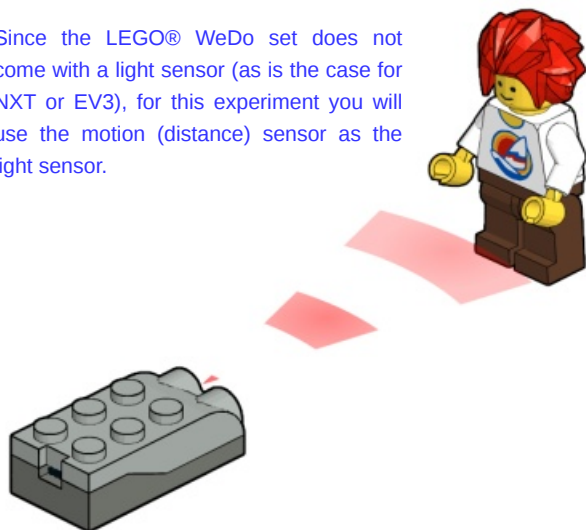 Since the LEGO® WeDo set does not
come with a light sensor (as is the case for
NXT or EV3), for this experiment you will
use the motion (distance) sensor as the
light sensor.